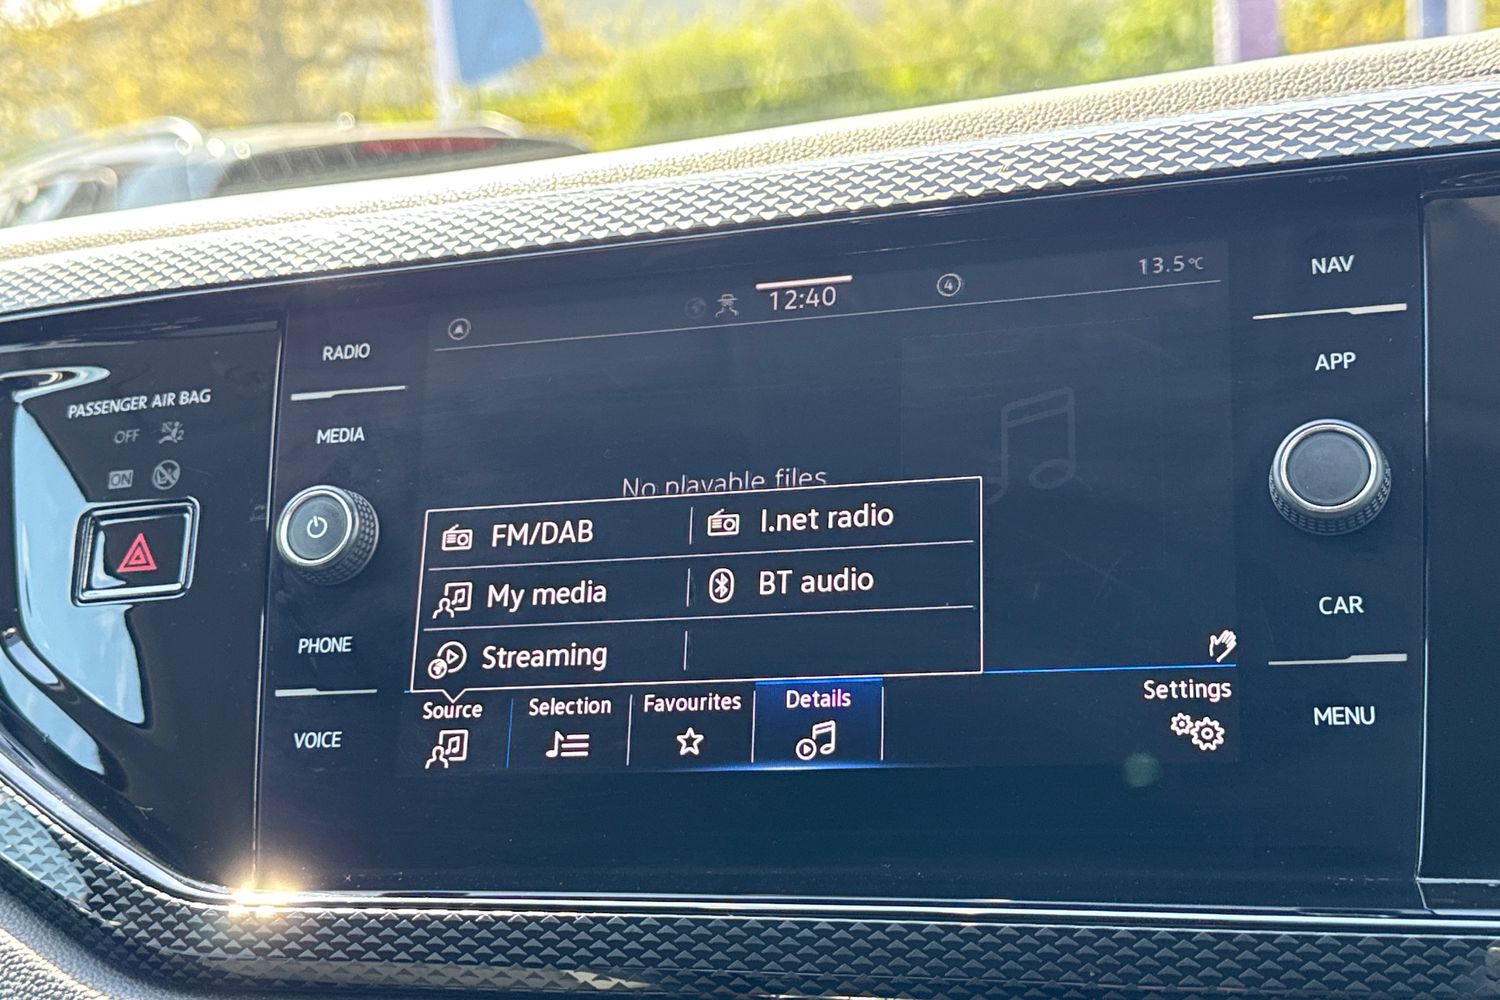 12:40
4
13.5°C
NAV
RADIO
APP
PASSENGER AIR BAG
OFF
ON
MEDIA
No playable files
FM/DAB
I.net radio
My media
BT audio
Streaming
CAR
PHONE
Source
Selection
Favourites
Details
Settings
VOICE
MENU